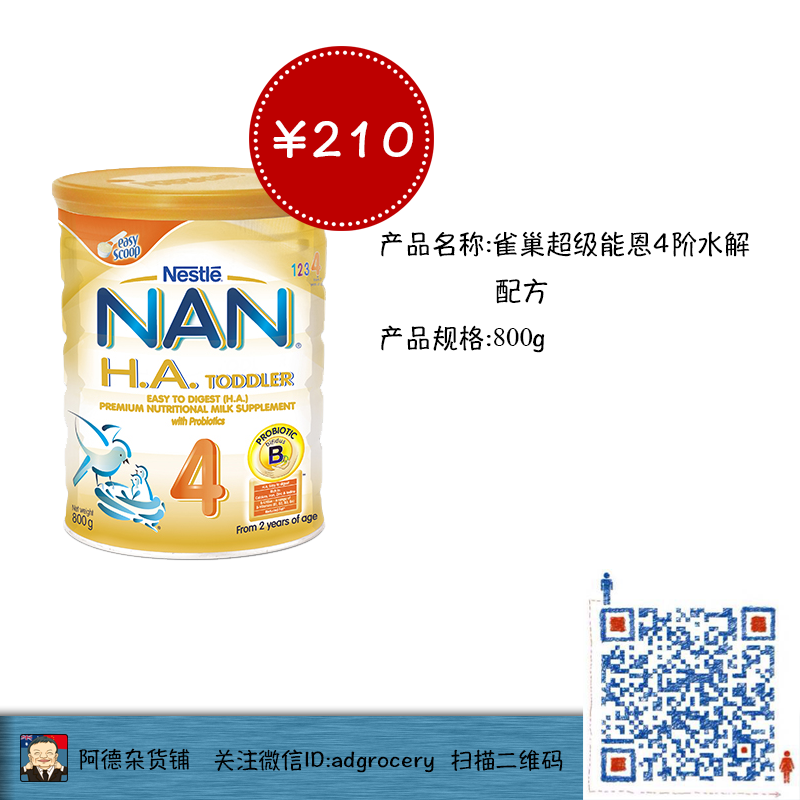 ¥210
产品名称:雀巢超级能恩4阶水解
配方
产品规格:800g
easy
Scoop
Nestlé
1234
NAN®
H.A. TODDLER
EASY TO DIGEST (H.A.)
PREMIUM NUTRITIONAL MILK SUPPLEMENT
with Probiotics
4
PROBIOTIC
bifidus
B
Net weight
800 g
From 2 years of age
阿德杂货铺 关注微信ID:adgrocery 扫描二维码